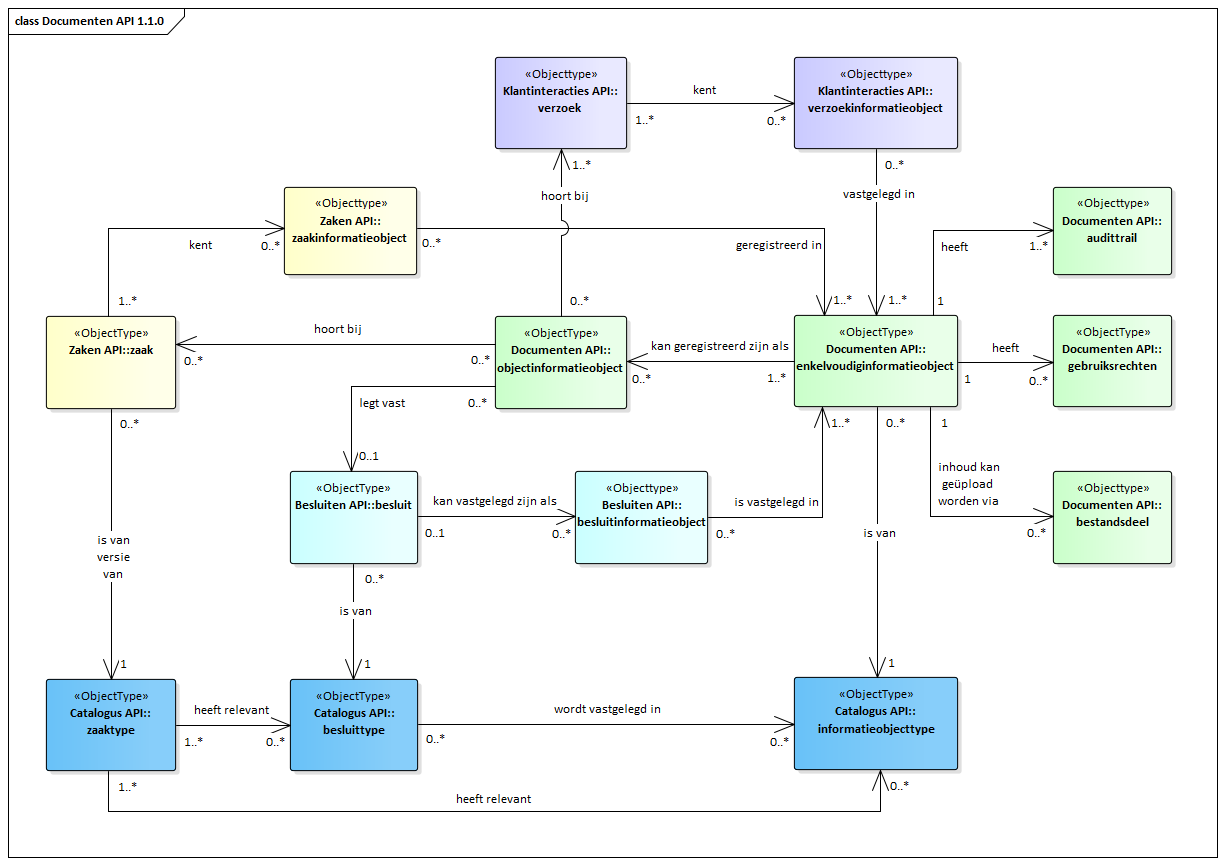 class Documenten API 1.1.0
«Objecttype»
Klantinteracties API::
verzoek
kent
1..*
0..*
«Objecttype»
Klantinteracties API::
verzoekinformatieobject
1..*
hoort bij
0..*
0..*
vastgelegd in
1..*
«Objecttype»
Zaken API::
zaakinformatieobject
kent
0..*
1..*
0..*
geregistreerd in
1..*
«Objecttype»
Documenten API::
audittrail
heeft
1..*
1
«ObjectType»
Zaken API::zaak
hoort bij
0..*
0..*
«Objecttype»
Documenten API::
objectinformatieobject
kan geregistreerd zijn als
0..*
1..*
«ObjectType»
Documenten API::
enkelvoudiginformatieobject
heeft
1
0..*
«ObjectType»
Documenten API::
gebruiksrechten
legt vast
0..*
0..1
0..*
is van
versie
van
1
1..*
0..*
1
inhoud kan
geüpload
worden via
0..*
«Objecttype»
Documenten API::
bestandsdeel
«ObjectType»
Besluiten API::besluit
kan vastgelegd zijn als
0..1
0..*
«Objecttype»
Besluiten API::
besluitinformatieobject
is vastgelegd in
0..*
0..*
is van
1
is van
1
«ObjectType»
Catalogus API::
zaaktype
heeft relevant
1..*
0..*
«ObjectType»
Catalogus API::
besluittype
wordt vastgelegd in
0..*
0..*
«ObjectType»
Catalogus API::
informatieobjecttype
1..*
heeft relevant
0..*